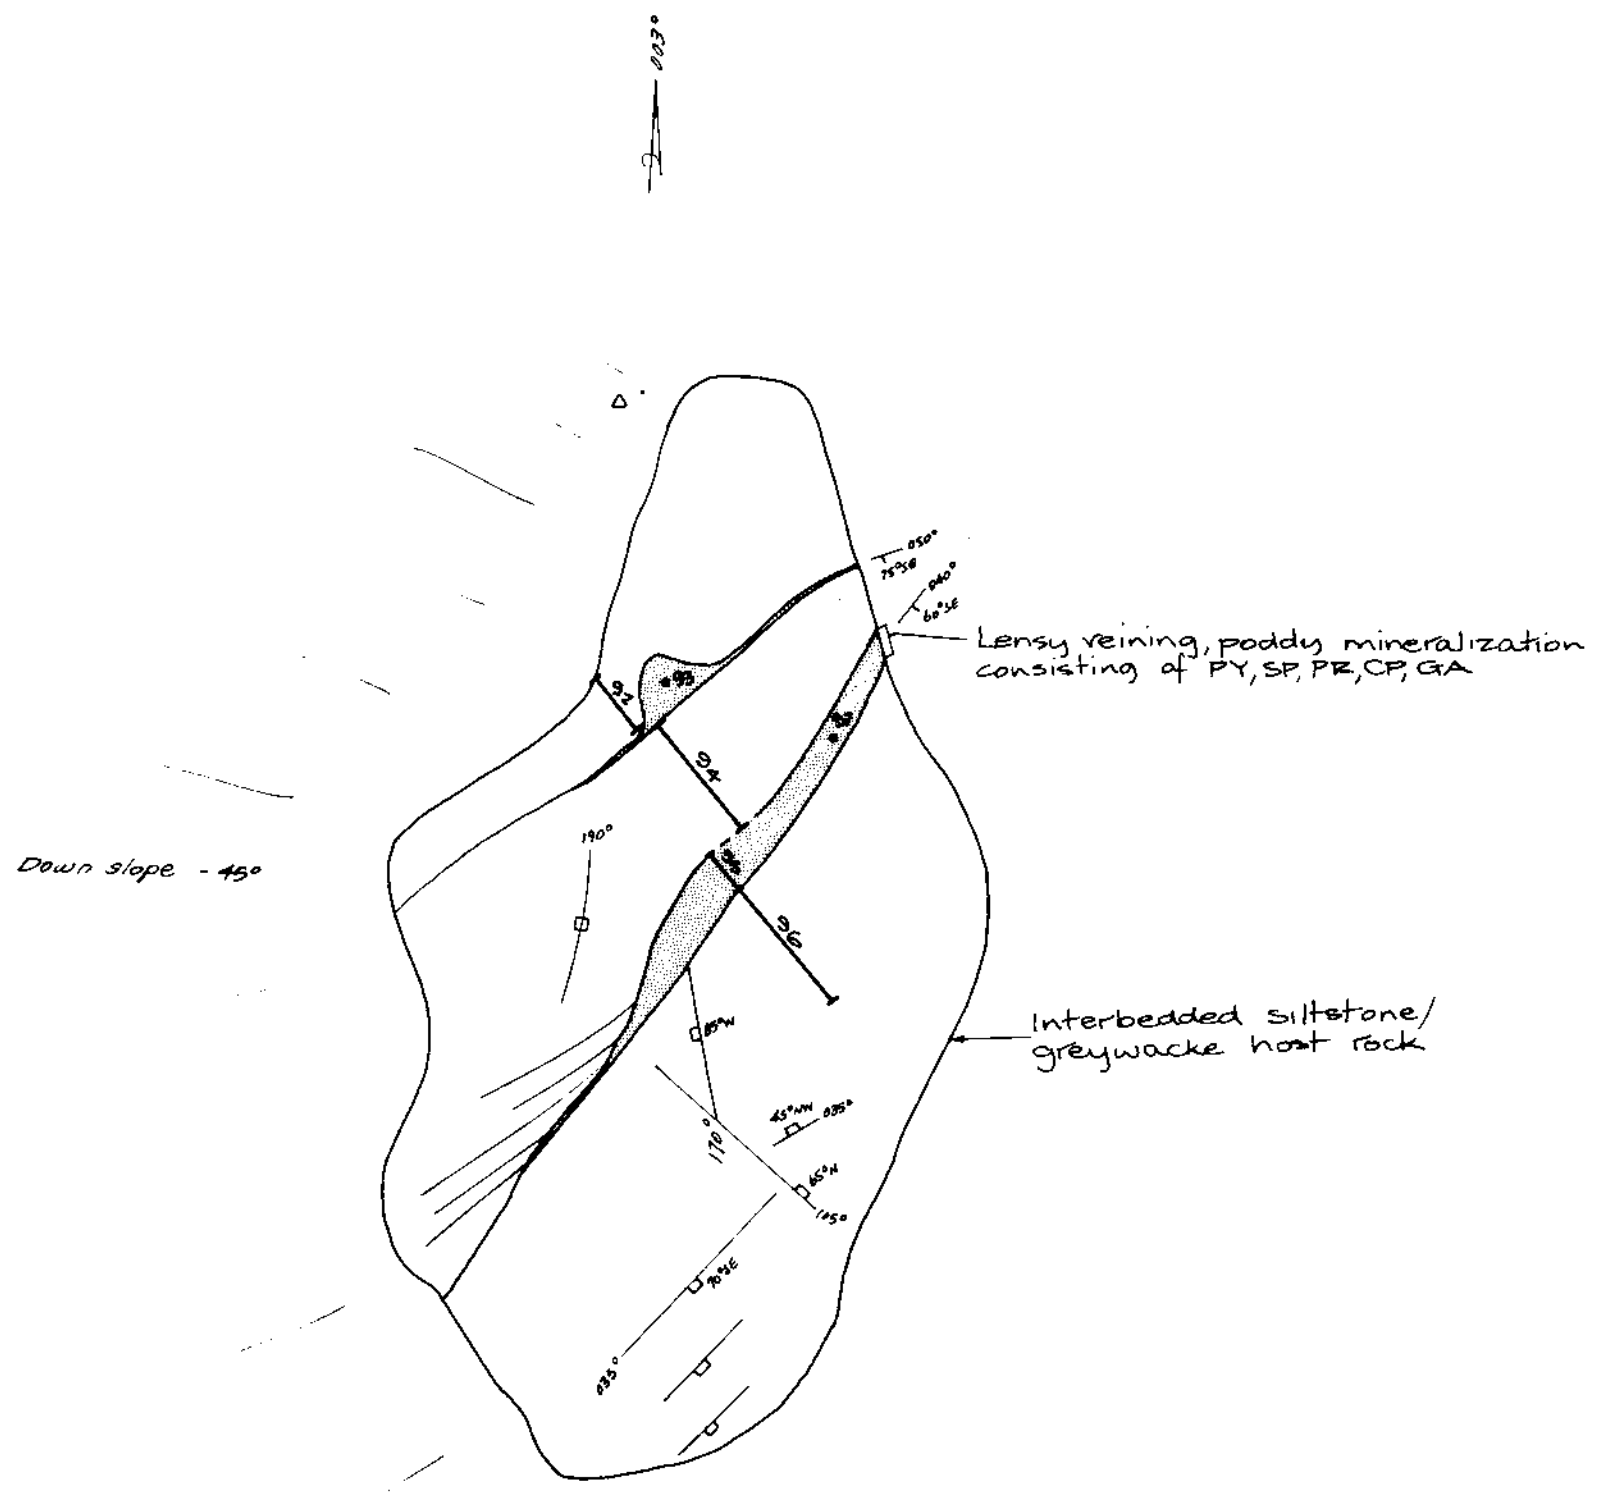 003°
050°
75°SE
040°
60°SE
Lensy veining, poddy mineralization
consisting of PY, SP, PR, CP, GA
93
92
94
190°
Down slope - 45°
96
Interbedded siltstone/
greywacke host rock
85°W
45°NW 035°
170°
65°N
105°
70°SE
035°